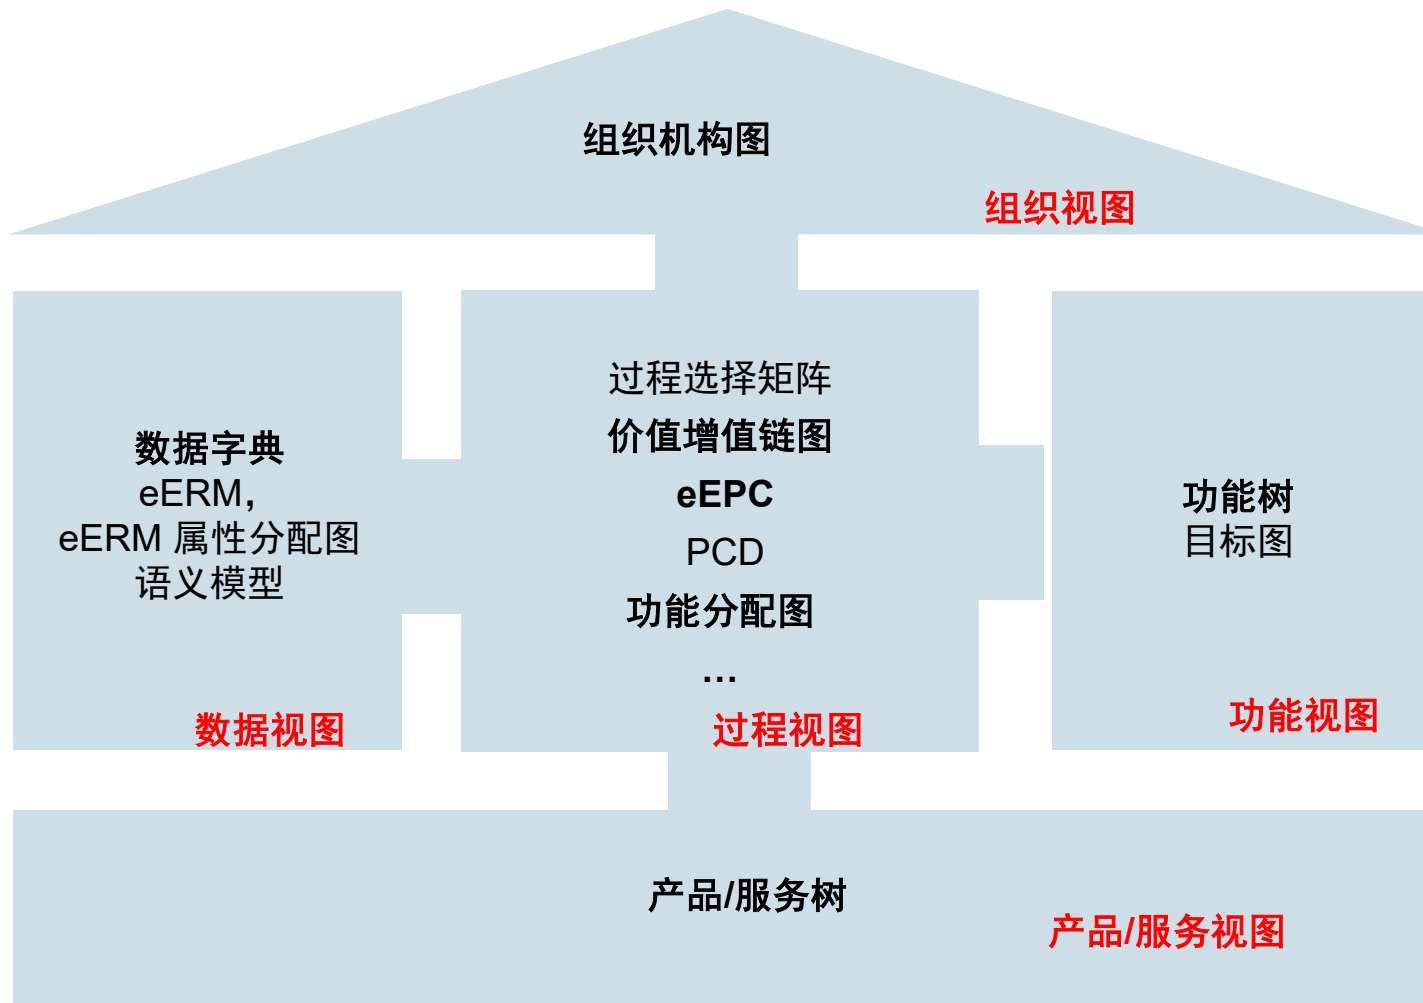 组织机构图
组织视图
数据字典
eERM，
eERM 属性分配图
语义模型
数据视图
过程选择矩阵
价值增值链图
eEPC
PCD
功能分配图
…
过程视图
功能树
目标图
功能视图
产品/服务树
产品/服务视图